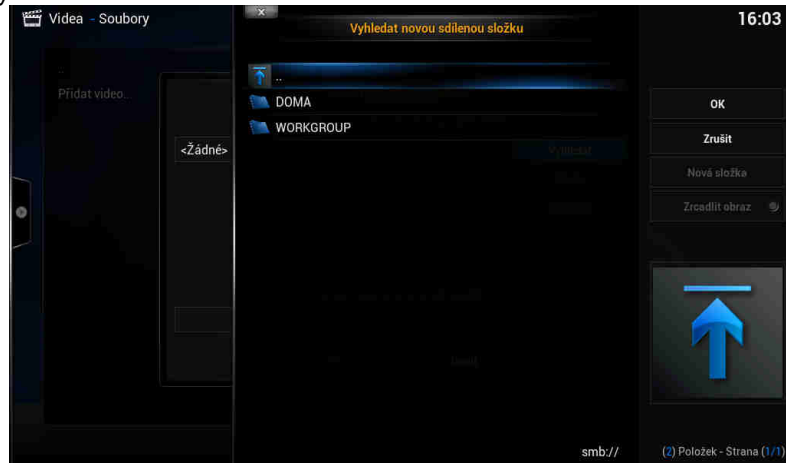 Videa - Soubory
Vyhledat novou sdílenou složku
16:03
..
Přidat video...
DOMA
WORKGROUP
<Žádné>
Vyhledat
OK
Zrušit
Nová složka
Zrcadlit obraz
smb://
(2) Položek - Strana (1/1)